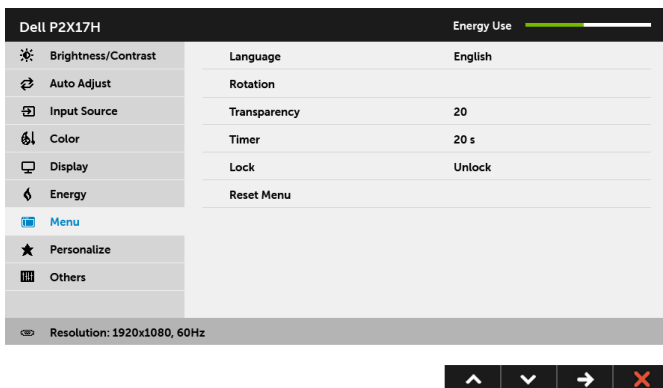 Dell P2X17H Energy Use
Brightness/Contrast Language English
Auto Adjust Rotation
Input Source Transparency 20
Color Timer 20 s
Display Lock Unlock
Energy Reset Menu
Menu
Personalize
Others
Resolution: 1920x1080, 60Hz